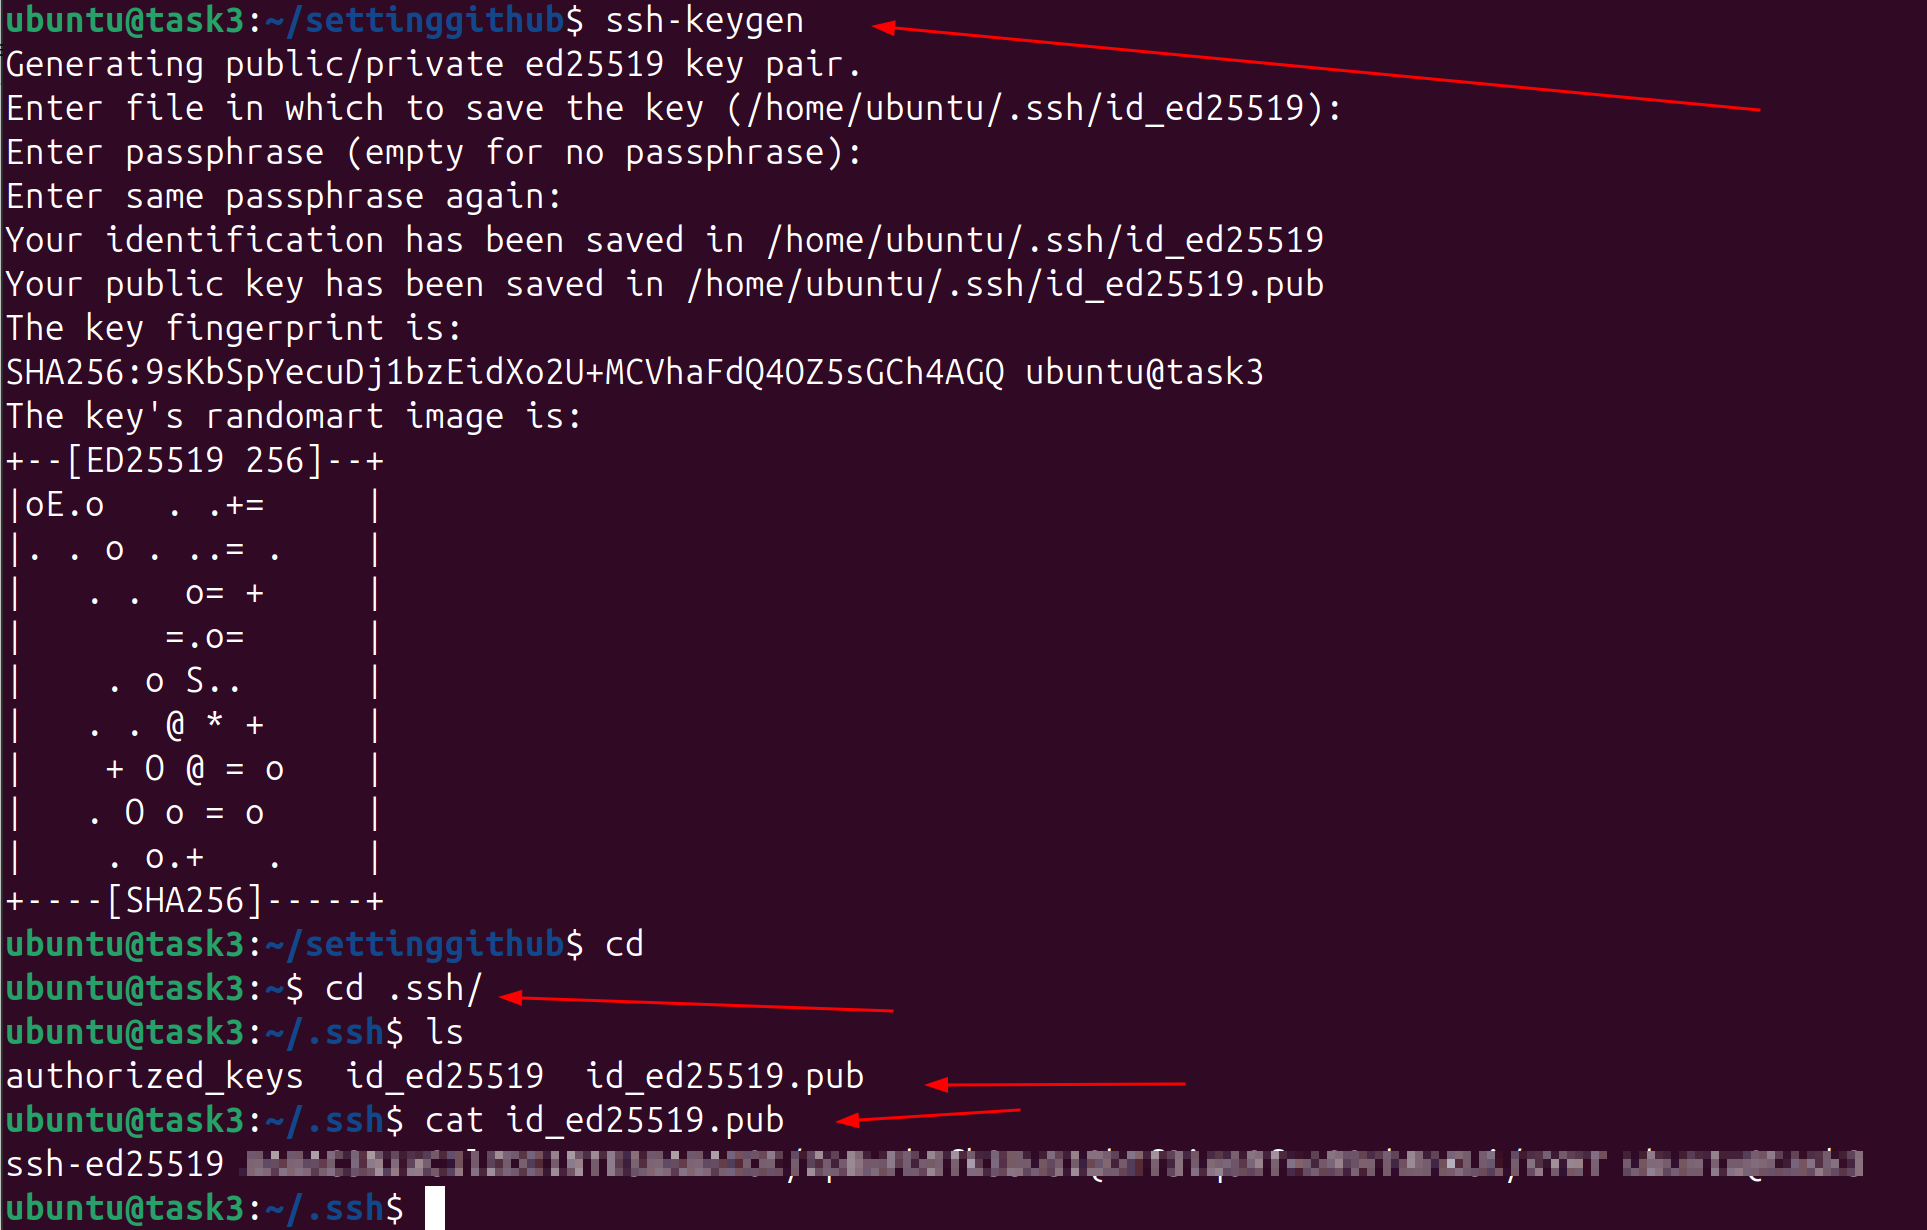 ubuntu@task3:~/settinggithub$ ssh-keygen
Generating public/private ed25519 key pair.
Enter file in which to save the key (/home/ubuntu/.ssh/id_ed25519):
Enter passphrase (empty for no passphrase):
Enter same passphrase again:
Your identification has been saved in /home/ubuntu/.ssh/id_ed25519
Your public key has been saved in /home/ubuntu/.ssh/id_ed25519.pub
The key fingerprint is:
SHA256:9sKbSpYecuDj1bzEidXo2U+MCVhaFdQ4OZ5sGCh4AGQ ubuntu@task3
The key's randomart image is:
+--[ED25519 256]--+
|oE.o   . .+=     |
|. . o . ..= .    |
|   . .  o= +     |
|       =.o=      |
|    . o S..      |
|   . . @ * +     |
|    + O @ = o    |
|   . O o = o     |
|    . o.+   .    |
+----[SHA256]-----+
ubuntu@task3:~/settinggithub$ cd
ubuntu@task3:~$ cd .ssh/
ubuntu@task3:~/.ssh$ ls
authorized_keys  id_ed25519  id_ed25519.pub
ubuntu@task3:~/.ssh$ cat id_ed25519.pub
ssh-ed25519
ubuntu@task3:~/.ssh$